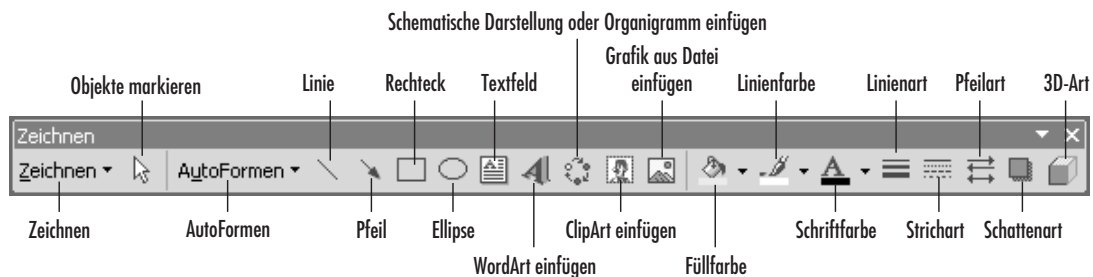 Schematische Darstellung oder Organigramm einfügen
Grafik aus Datei
einfügen
Objekte markieren
Linie
Rechteck
Textfeld
Linienfarbe
Linienart
Pfeilart
3D-Art
Zeichnen
Zeichnen
AutoFormen
Zeichnen
AutoFormen
Pfeil
Ellipse
ClipArt einfügen
Schriftfarbe
Strichart
Schattenart
WordArt einfügen
Füllfarbe